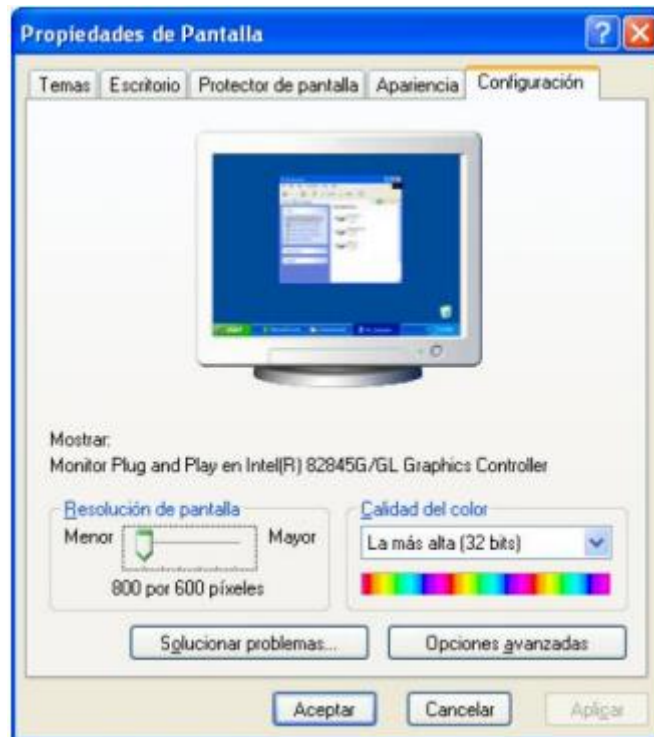 Propiedades de Pantalla
Temas Escritorio Protector de pantalla Apariencia Configuración
Mostrar:
Monitor Plug and Play en Intel(R) 82845G/GL Graphics Controller
Resolución de pantalla
Menor Mayor
800 por 600 píxeles
Calidad del color
La más alta (32 bits)
Solucionar problemas... Opciones avanzadas
Aceptar Cancelar Aplicar